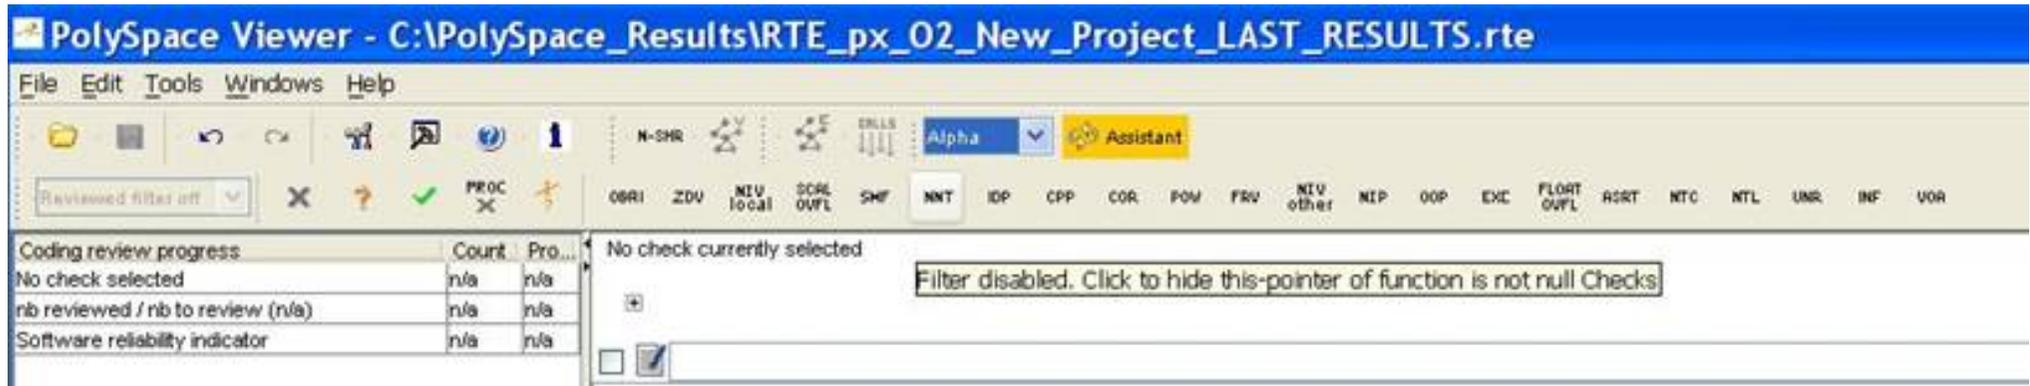 PolySpace Viewer - C:\PolySpace_Results\RTE_px_O2_New_Project_LAST_RESULTS.rte
File Edit Tools Windows Help
N-SHR V E CALLS Alpha Assistant
Reviewed filter off PROC OBAI ZDV NIV local SCAL OVFL SHF NNT IDP CPP COR POW FRV NIV other NIP OOP EXC FLOAT OVFL ASRT NTC NTL UNR INF VOA
Coding review progress Count Pro...
No check selected n/a n/a
nb reviewed / nb to review (n/a) n/a n/a
Software reliability indicator n/a n/a
No check currently selected
Filter disabled. Click to hide this-pointer of function is not null Checks